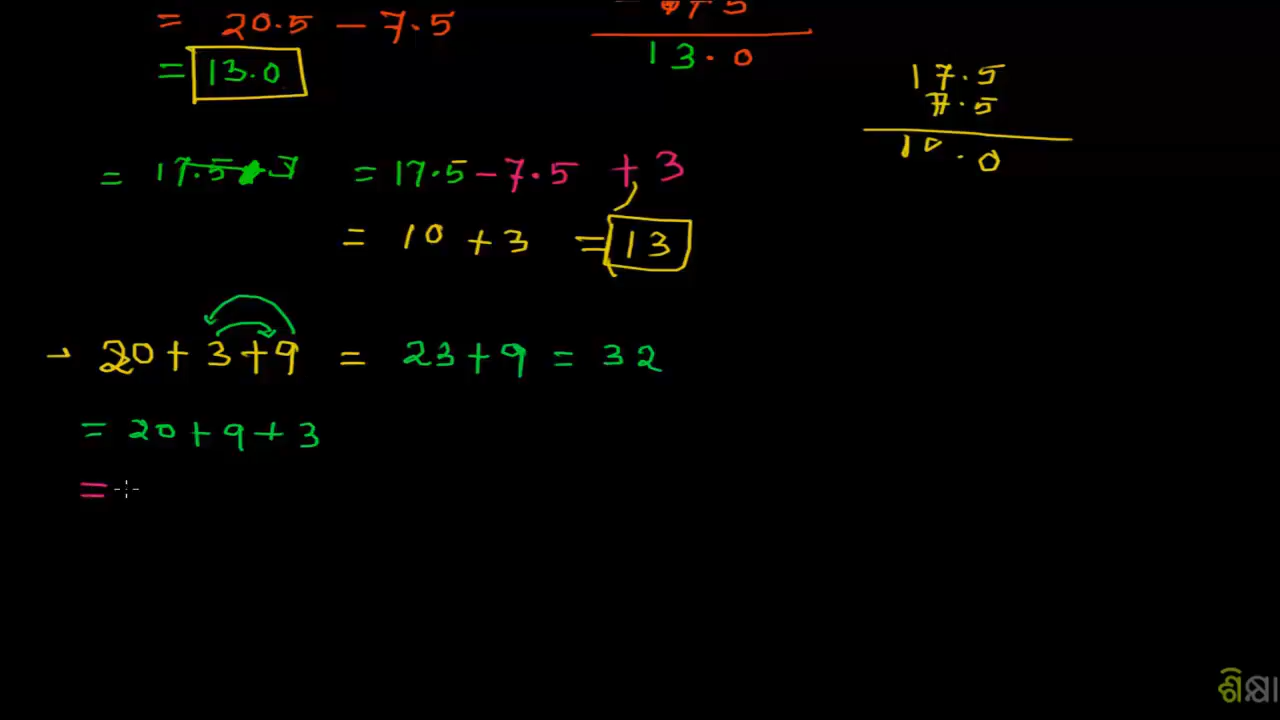 = 20.5 - 7.5
= 13.0
13.0
17.5
7.5
10.0
= 17.5 - 7.5 + 3
= 10 + 3 = 13
→ 20 + 3 + 9 = 23 + 9 = 32
= 20 + 9 + 3
=
ଶିକ୍ଷା